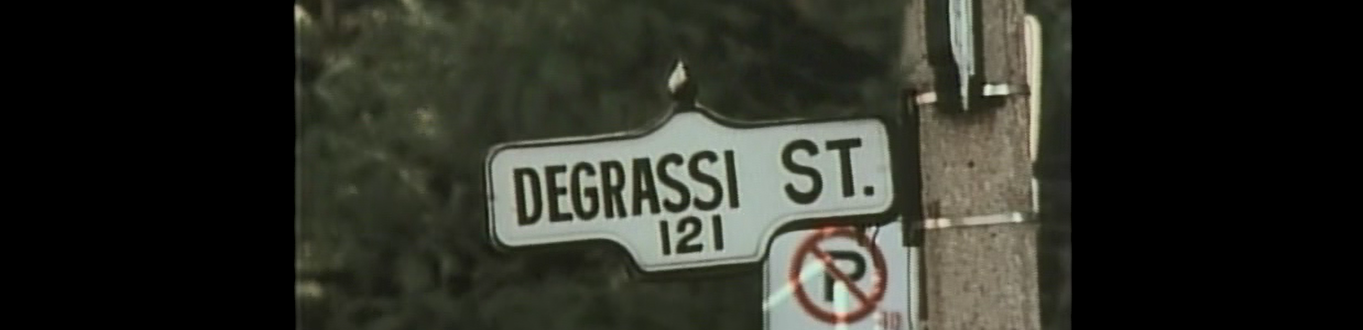 DEGRASSI ST.
121
P